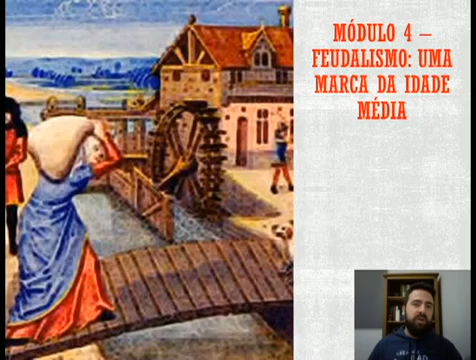 MÓDULO 4 –
FEUDALISMO: UMA
MARCA DA IDADE
MÉDIA